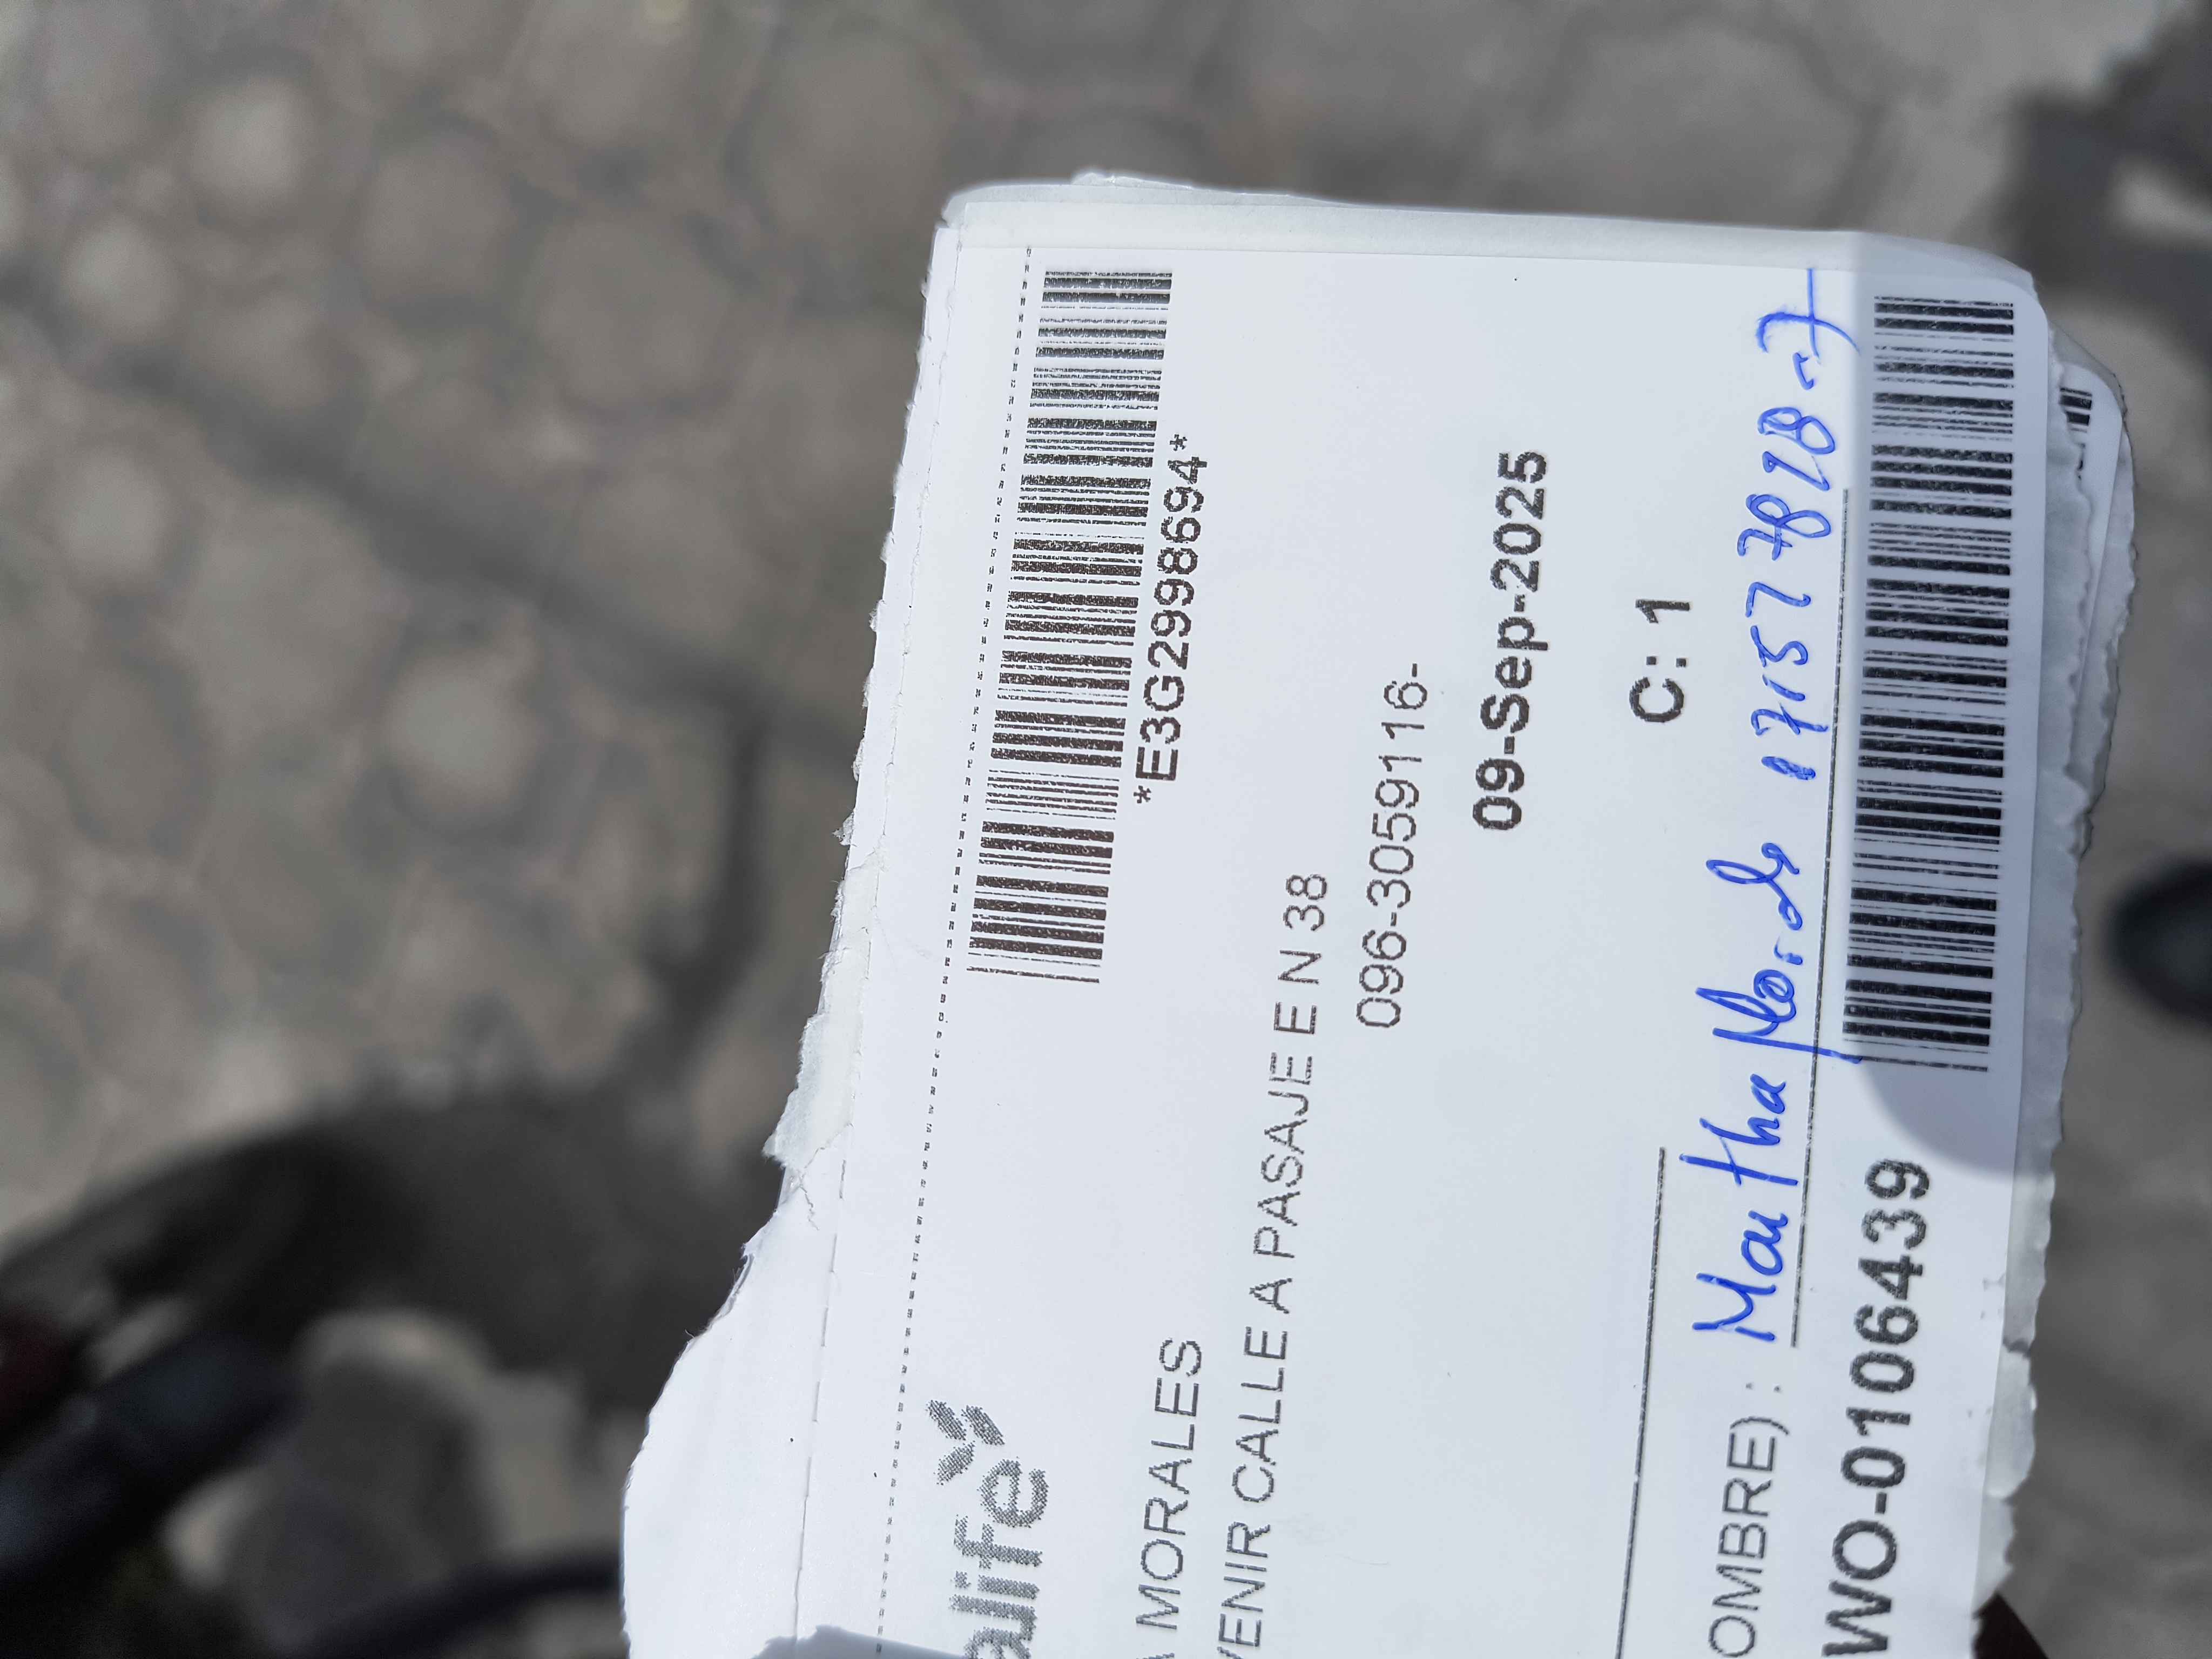 alife
*E3G2998694*
A MORALES
VENIR CALLE A PASAJE E N 38
096-3059116-
09-Sep-2025
C: 1
OMBRE) : Martha
WO-0106439